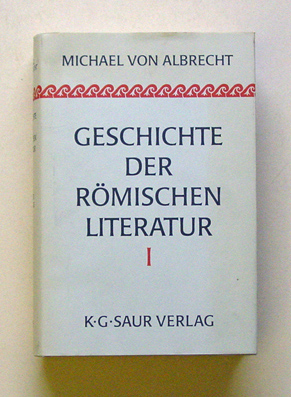 MICHAEL VON ALBRECHT
GESCHICHTE
DER
RÖMISCHEN
LITERATUR
I
K·G·SAUR VERLAG